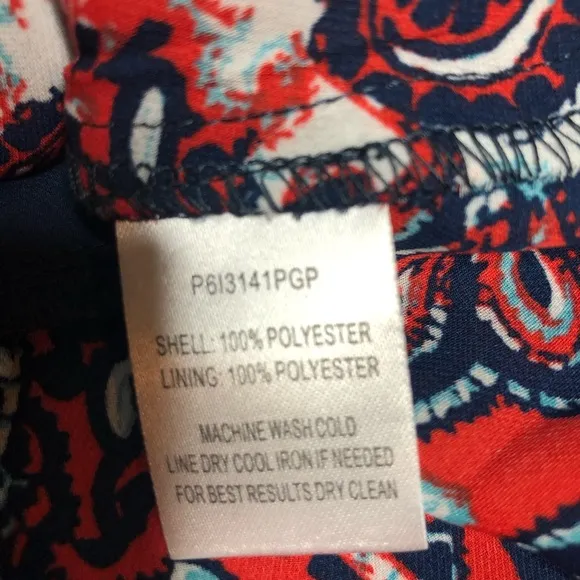 P6I3141PGP
SHELL: 100% POLYESTER
LINING: 100% POLYESTER
MACHINE WASH COLD
LINE DRY COOL IRON IF NEEDED
FOR BEST RESULTS DRY CLEAN